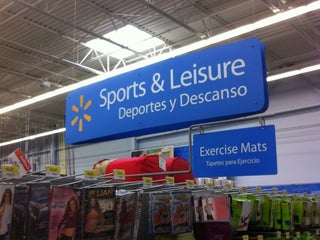 Sports & Leisure
Deportes y Descanso
Exercise Mats
Tapetes para Ejercicio